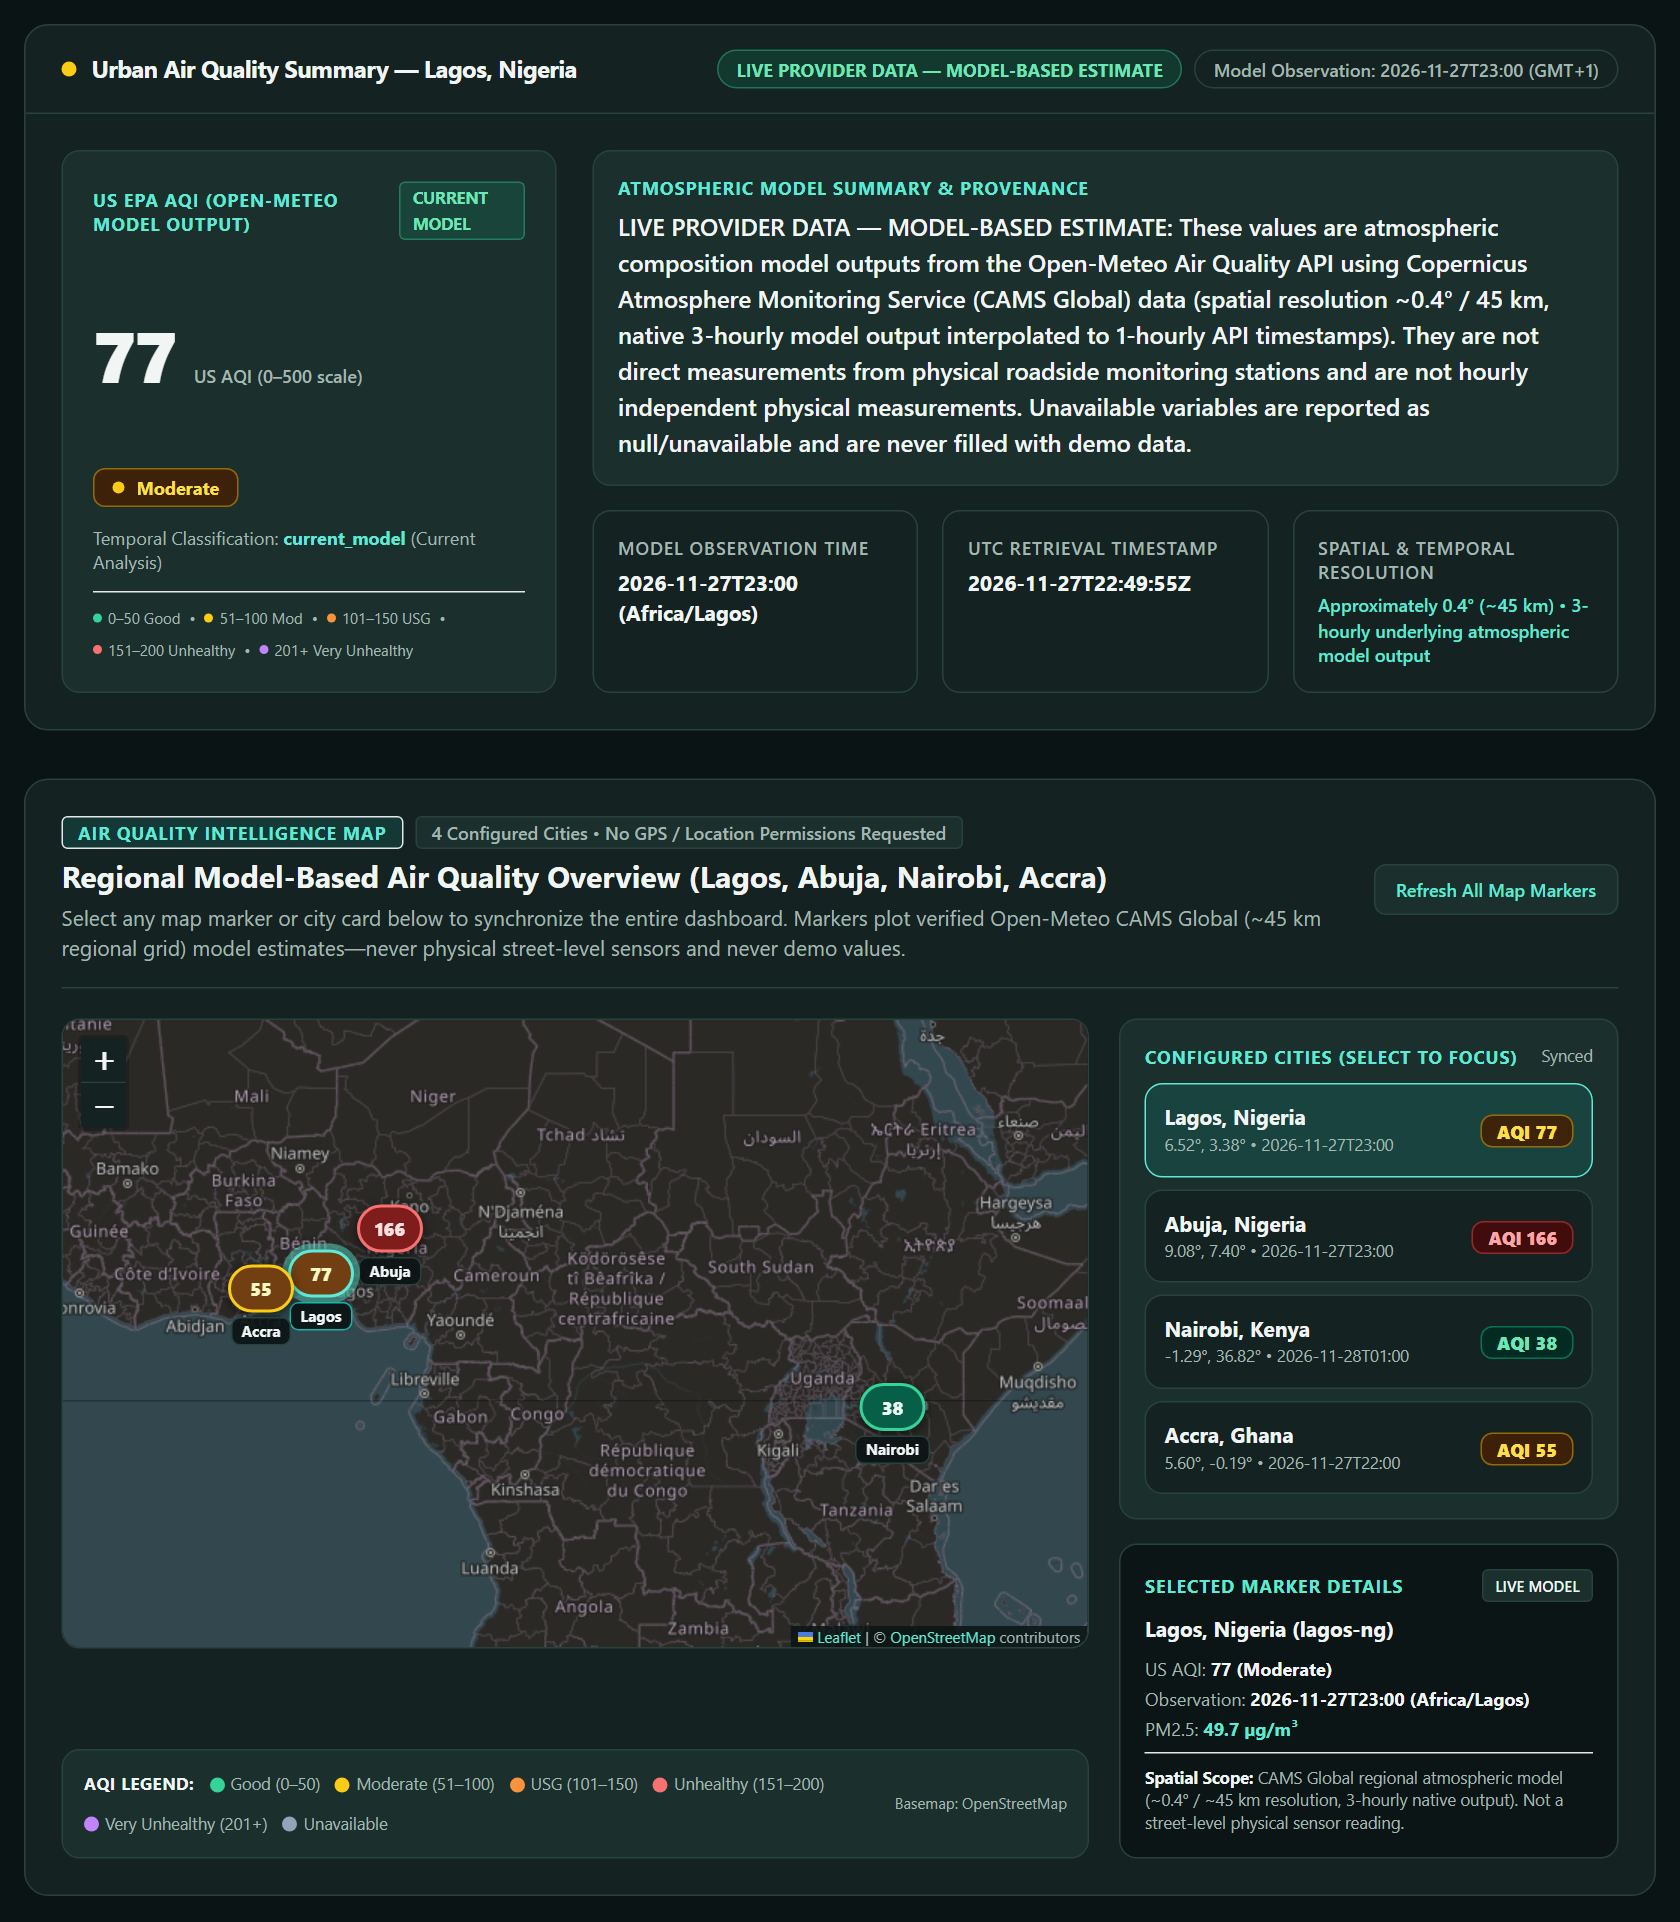 Urban Air Quality Summary — Lagos, Nigeria
LIVE PROVIDER DATA — MODEL-BASED ESTIMATE
Model Observation: 2026-11-27T23:00 (GMT+1)
US EPA AQI (OPEN-METEO
MODEL OUTPUT)
CURRENT
MODEL
77 US AQI (0–500 scale)
Moderate
Temporal Classification: current_model (Current
Analysis)
0–50 Good • 51–100 Mod • 101–150 USG •
151–200 Unhealthy • 201+ Very Unhealthy
ATMOSPHERIC MODEL SUMMARY & PROVENANCE
LIVE PROVIDER DATA — MODEL-BASED ESTIMATE: These values are atmospheric
composition model outputs from the Open-Meteo Air Quality API using Copernicus
Atmosphere Monitoring Service (CAMS Global) data (spatial resolution ~0.4° / 45 km,
native 3-hourly model output interpolated to 1-hourly API timestamps). They are not
direct measurements from physical roadside monitoring stations and are not hourly
independent physical measurements. Unavailable variables are reported as
null/unavailable and are never filled with demo data.
MODEL OBSERVATION TIME
2026-11-27T23:00
(Africa/Lagos)
UTC RETRIEVAL TIMESTAMP
2026-11-27T22:49:55Z
SPATIAL & TEMPORAL
RESOLUTION
Approximately 0.4° (~45 km) • 3-
hourly underlying atmospheric
model output
AIR QUALITY INTELLIGENCE MAP
4 Configured Cities • No GPS / Location Permissions Requested
Regional Model-Based Air Quality Overview (Lagos, Abuja, Nairobi, Accra)
Select any map marker or city card below to synchronize the entire dashboard. Markers plot verified Open-Meteo CAMS Global (~45 km
regional grid) model estimates—never physical street-level sensors and never demo values.
Refresh All Map Markers
+
−
Mali
Niger
Tchad تشاد
السودان
ኤርትራ Eritrea
إرتريا
جدة
صنعاء
اليمن
Niamey
Bamako
Burkina
Faso
N'Djaména
انجمينا
Hargeysa
هرجيسا
Guinée
Bénin
166
Abuja
ኢትዮጵያ
Côte d'Ivoire
77
Lagos
55
Accra
Cameroun
Ködörösêse
tî Bêafrîka /
République
centrafricaine
South Sudan
Abidjan
Yaoundé
Libreville
Uganda
Muqdisho
مقديشو
Gabon
Congo
38
Nairobi
République
démocratique
du Congo
Kigali
Kinshasa
Dar es
Salaam
Tanzania
Luanda
Angola
Zambia
Leaflet | © OpenStreetMap contributors
AQI LEGEND: Good (0–50) Moderate (51–100) USG (101–150) Unhealthy (151–200)
Very Unhealthy (201+) Unavailable
Basemap: OpenStreetMap
CONFIGURED CITIES (SELECT TO FOCUS)
Synced
Lagos, Nigeria
6.52°, 3.38° • 2026-11-27T23:00
AQI 77
Abuja, Nigeria
9.08°, 7.40° • 2026-11-27T23:00
AQI 166
Nairobi, Kenya
-1.29°, 36.82° • 2026-11-28T01:00
AQI 38
Accra, Ghana
5.60°, -0.19° • 2026-11-27T22:00
AQI 55
SELECTED MARKER DETAILS
LIVE MODEL
Lagos, Nigeria (lagos-ng)
US AQI: 77 (Moderate)
Observation: 2026-11-27T23:00 (Africa/Lagos)
PM2.5: 49.7 µg/m³
Spatial Scope: CAMS Global regional atmospheric model
(~0.4° / ~45 km resolution, 3-hourly native output). Not a
street-level physical sensor reading.